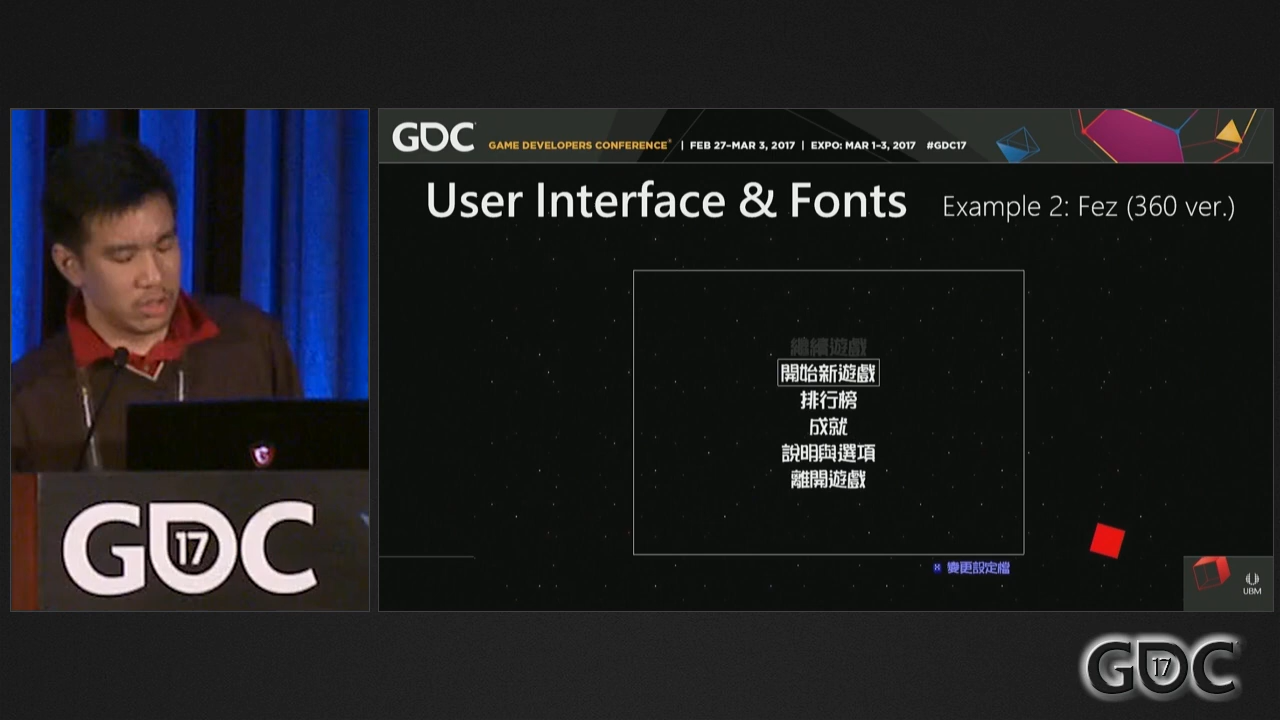 GDC
GAME DEVELOPERS CONFERENCE® | FEB 27–MAR 3, 2017 | EXPO: MAR 1–3, 2017 #GDC17
User Interface & Fonts
Example 2: Fez (360 ver.)
繼續遊戲
開始新遊戲
排行榜
成就
說明與選項
離開遊戲
X 變更設定檔
UBM
GDC 17
GDC 17